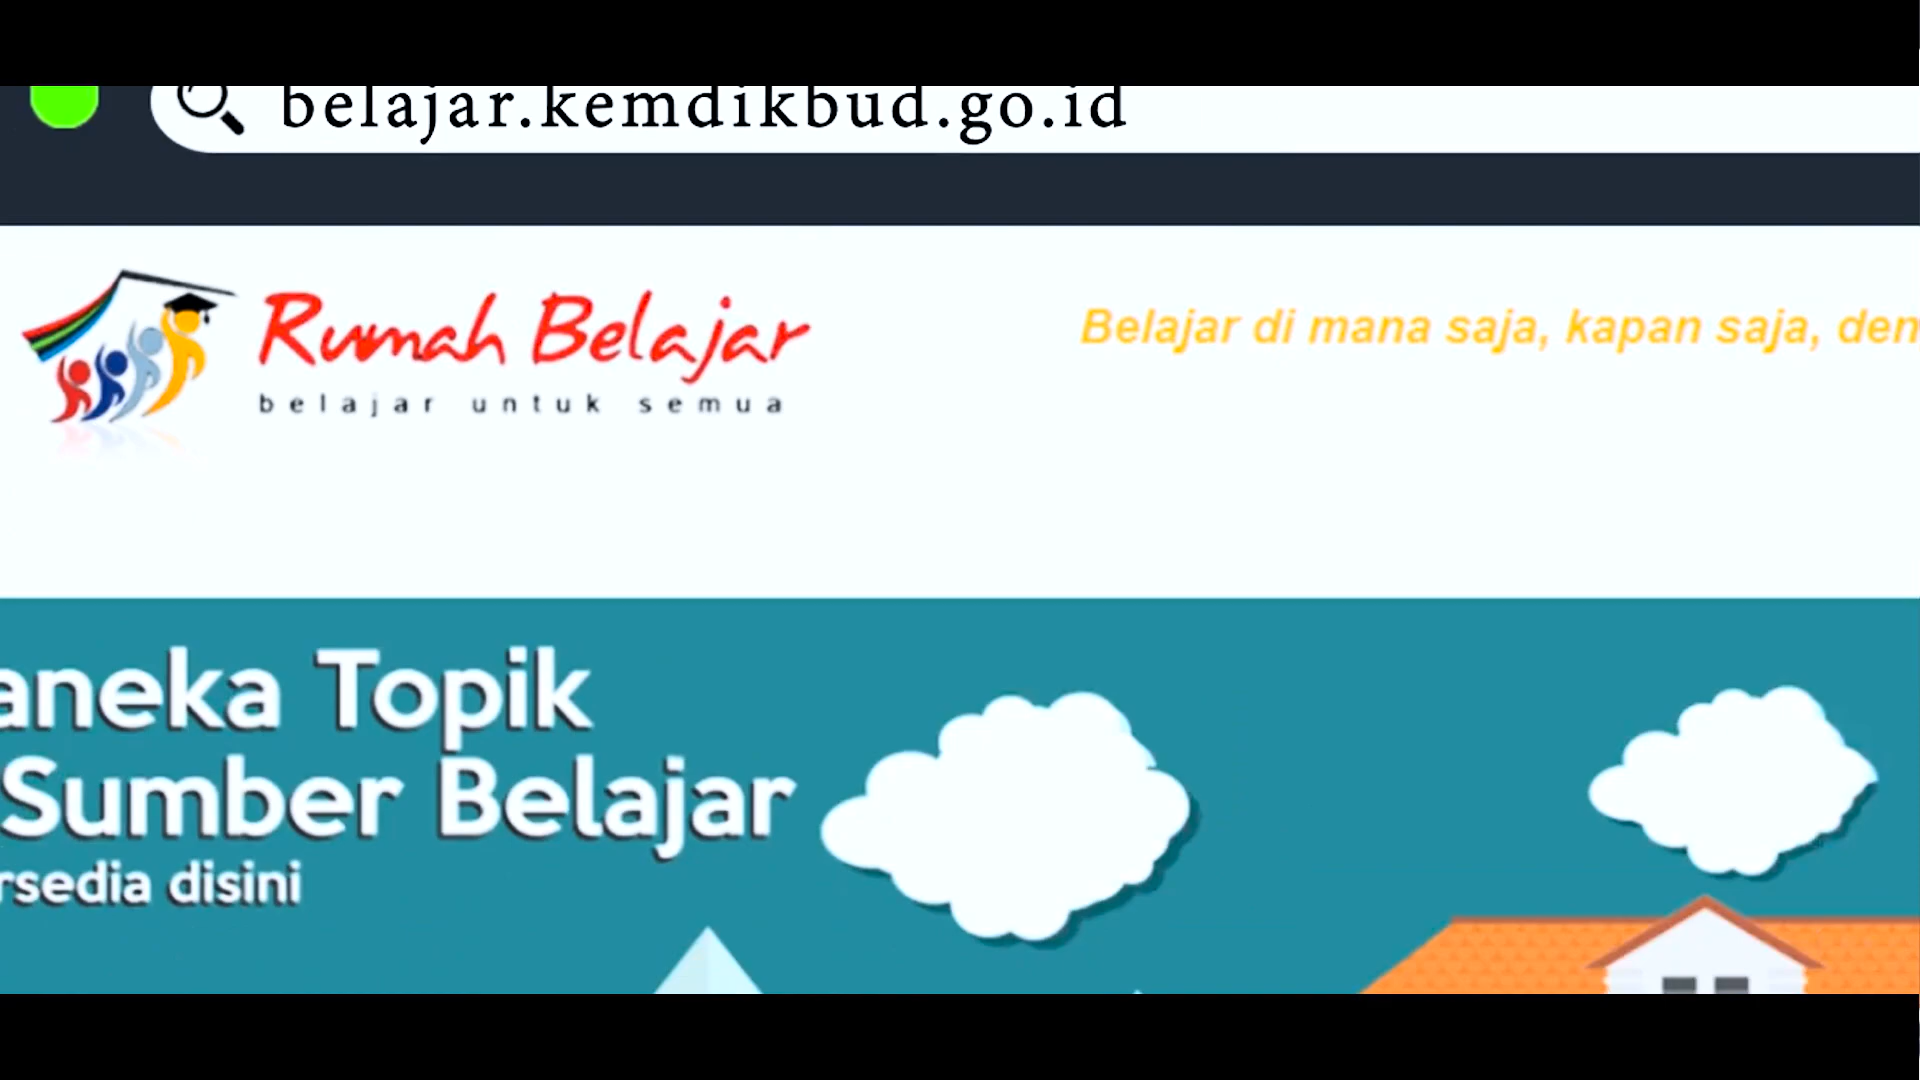 belajar.kemdikbud.go.id
Rumah Belajar
belajar untuk semua
Belajar di mana saja, kapan saja, den
aneka Topik
Sumber Belajar
rsedia disini